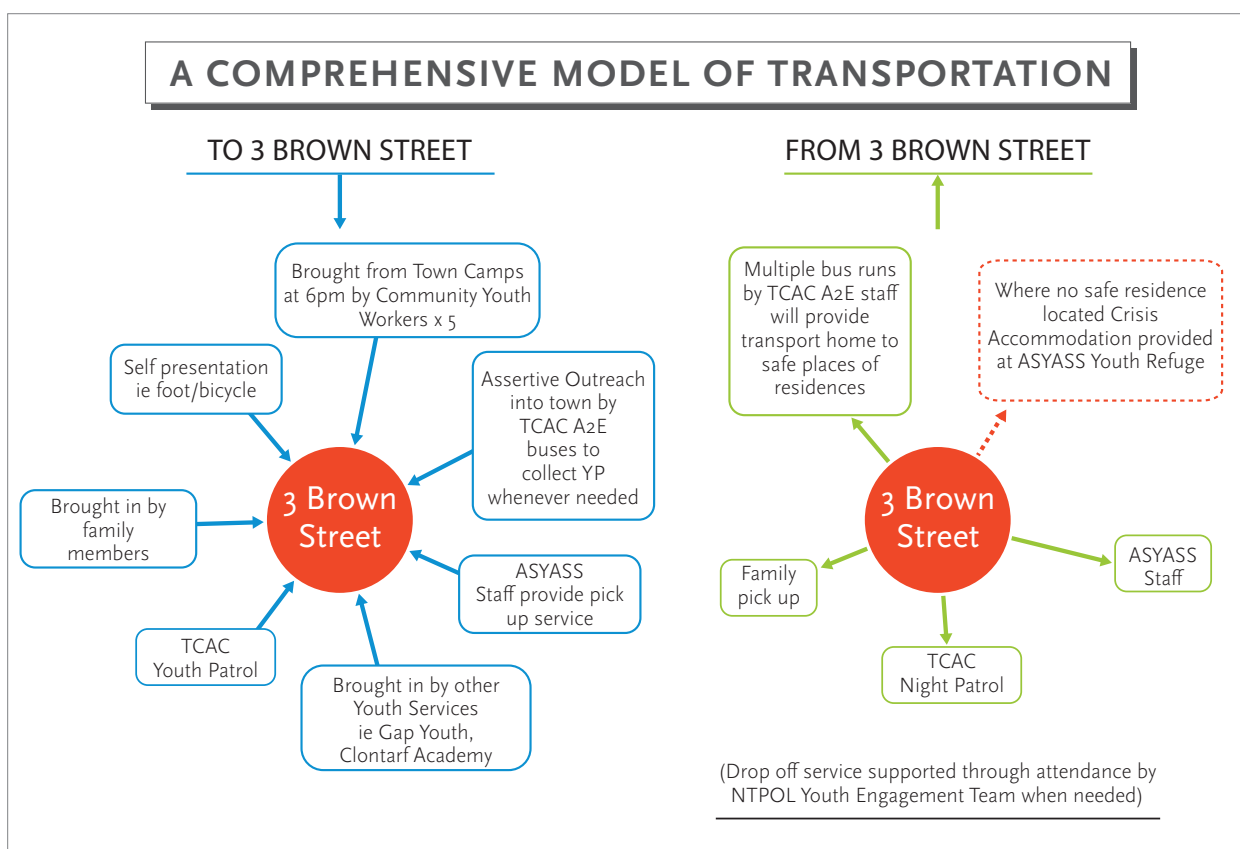 A COMPREHENSIVE MODEL OF TRANSPORTATION
TO 3 BROWN STREET
Brought from Town Camps
at 6pm by Community Youth
Workers x 5
Self presentation
ie foot/bicycle
Assertive Outreach
into town by
TCAC A2E
buses to
collect YP
whenever needed
Brought in by
family
members
3 Brown
Street
ASYASS
Staff provide pick
up service
TCAC
Youth Patrol
Brought in by other
Youth Services
ie Gap Youth,
Clontarf Academy
FROM 3 BROWN STREET
Multiple bus runs
by TCAC A2E staff
will provide
transport home to
safe places of
residences
Where no safe residence
located Crisis
Accommodation provided
at ASYASS Youth Refuge
3 Brown
Street
Family
pick up
ASYASS
Staff
TCAC
Night Patrol
(Drop off service supported through attendance by
NTPOL Youth Engagement Team when needed)